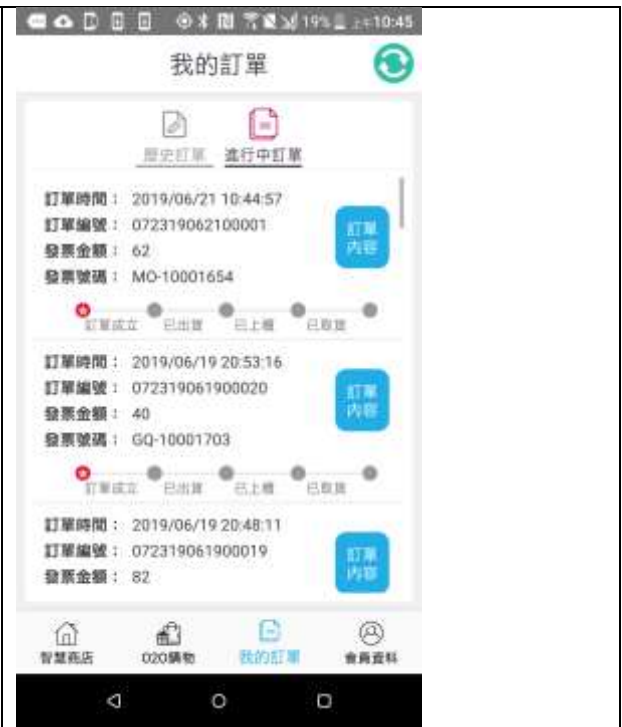 19% 上午10:45
我的訂單
歷史訂單 進行中訂單
訂單時間： 2019/06/21 10:44:57
訂單編號： 072319062100001
發票金額： 62
發票號碼： MO-10001654
訂單內容
訂單成立 已出貨 已上櫃 已取貨
訂單時間： 2019/06/19 20:53:16
訂單編號： 072319061900020
發票金額： 40
發票號碼： GQ-10001703
訂單內容
訂單成立 已出貨 已上櫃 已取貨
訂單時間： 2019/06/19 20:48:11
訂單編號： 072319061900019
發票金額： 82
訂單內容
智慧商店 O2O購物 我的訂單 會員資料